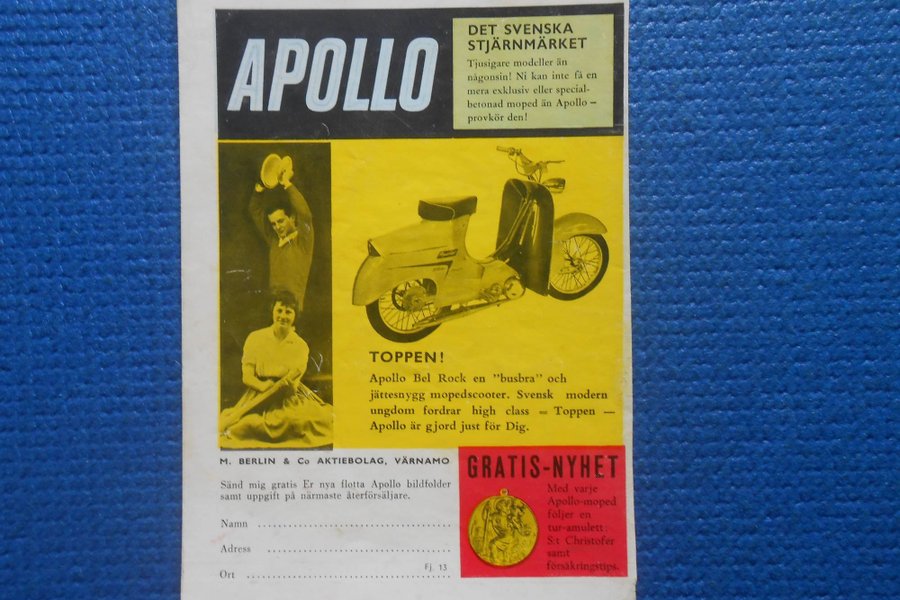 APOLLO
DET SVENSKA
STJÄRNMÄRKET
Tjusigare modeller än
någonsin! Ni kan inte få en
mera exklusiv eller special-
betonad moped än Apollo –
provkör den!
TOPPEN!
Apollo Bel Rock en "busbra" och
jättesnygg mopedscooter. Svensk modern
ungdom fordrar high class = Toppen —
Apollo är gjord just för Dig.
M. BERLIN & Co AKTIEBOLAG, VÄRNAMO
Sänd mig gratis Er nya flotta Apollo bildfolder
samt uppgift på närmaste återförsäljare.
Namn
Adress
Ort
Fj. 13
GRATIS-NYHET
Med varje
Apollo-moped
följer en
tur-amulett:
S:t Christofer
samt
försäkringstips.